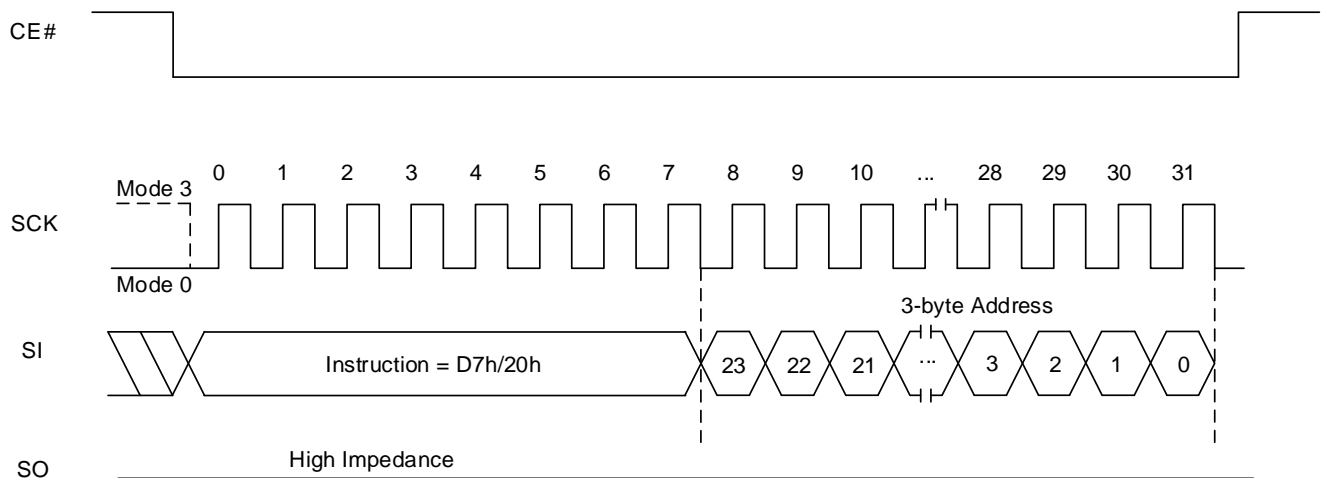 CE#
0 1 2 3 4 5 6 7 8 9 10 ... 28 29 30 31
Mode 3
SCK
Mode 0
3-byte Address
SI
Instruction = D7h/20h 23 22 21 ... 3 2 1 0
High Impedance
SO